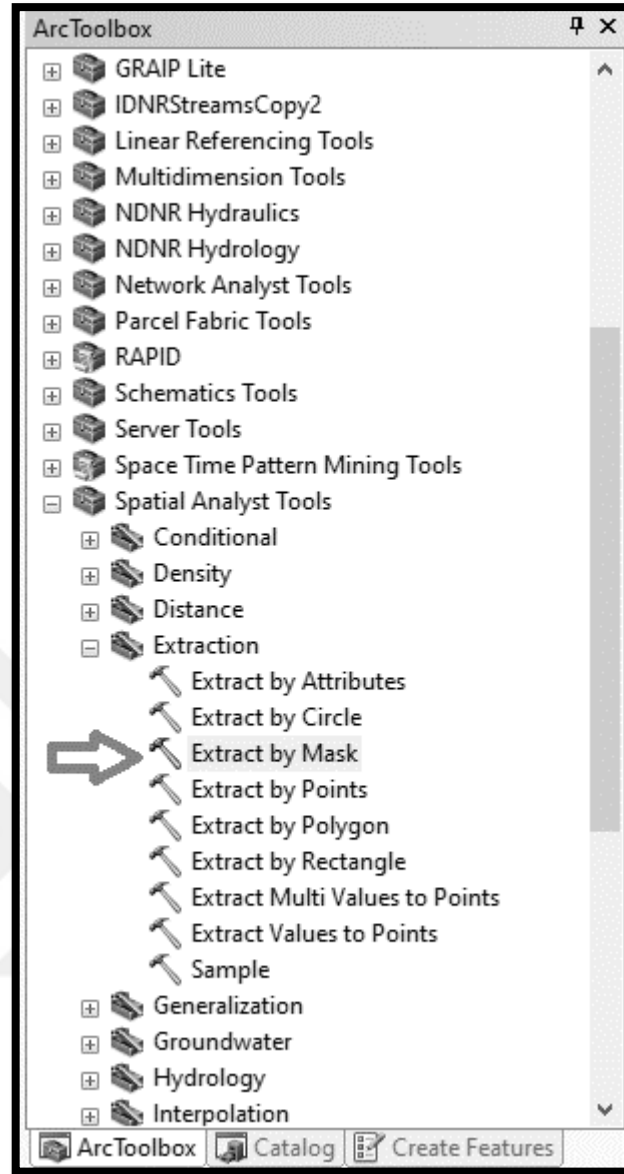 ArcToolbox
GRAIP Lite
IDNRStreamsCopy2
Linear Referencing Tools
Multidimension Tools
NDNR Hydraulics
NDNR Hydrology
Network Analyst Tools
Parcel Fabric Tools
RAPID
Schematics Tools
Server Tools
Space Time Pattern Mining Tools
Spatial Analyst Tools
Conditional
Density
Distance
Extraction
Extract by Attributes
Extract by Circle
Extract by Mask
Extract by Points
Extract by Polygon
Extract by Rectangle
Extract Multi Values to Points
Extract Values to Points
Sample
Generalization
Groundwater
Hydrology
Interpolation
ArcToolbox Catalog Create Features